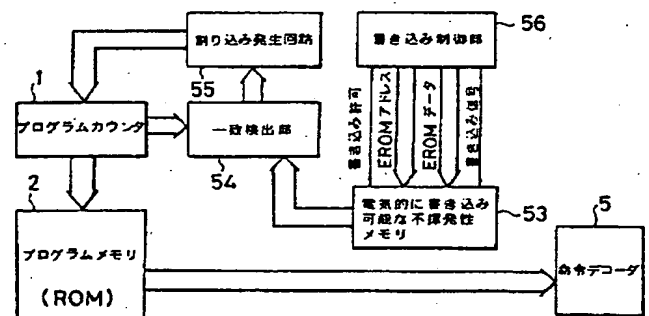 割り込み発生回路
55
書き込み制御部
56
1
プログラムカウンタ
一致検出部
54
書き込み許可
EROMアドレス
EROMデータ
書き込み信号
電気的に書き込み
可能な不揮発性
メモリ
53
2
プログラムメモリ
(ROM)
5
命令デコーダ